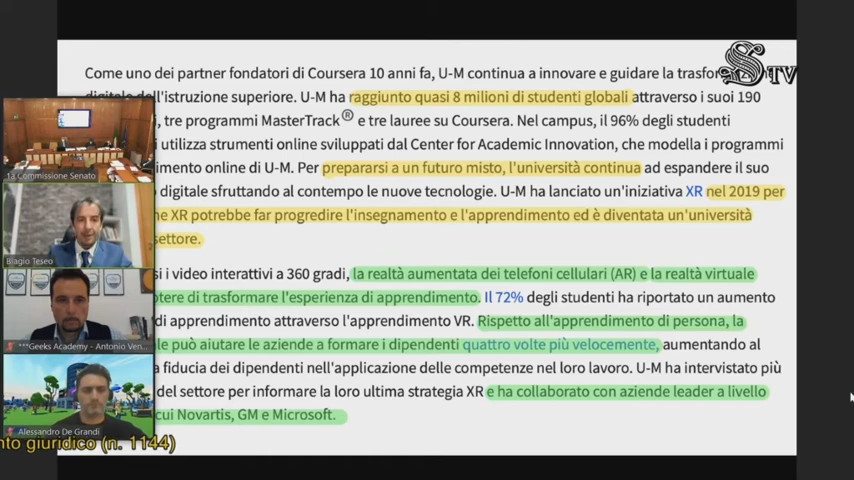 Come uno dei partner fondatori di Coursera 10 anni fa, U-M continua a innovare e guidare la
dell'istruzione superiore. U-M ha raggiunto quasi 8 milioni di studenti globali attraverso i suoi 190
tre programmi MasterTrack® e tre lauree su Coursera. Nel campus, il 96% degli studenti
utilizza strumenti online sviluppati dal Center for Academic Innovation, che modella i programmi
online di U-M. Per prepararsi a un futuro misto, l'università continua ad espandere il suo
digitale sfruttando al contempo le nuove tecnologie. U-M ha lanciato un'iniziativa XR nel 2019 per
XR potrebbe far progredire l'insegnamento e l'apprendimento ed è diventata un'università
settore.
i video interattivi a 360 gradi, la realtà aumentata dei telefoni cellulari (AR) e la realtà virtuale
di trasformare l'esperienza di apprendimento. Il 72% degli studenti ha riportato un aumento
di apprendimento attraverso l'apprendimento VR. Rispetto all'apprendimento di persona, la
può aiutare le aziende a formare i dipendenti quattro volte più velocemente, aumentando al
fiducia dei dipendenti nell'applicazione delle competenze nel loro lavoro. U-M ha intervistato più
del settore per informare la loro ultima strategia XR e ha collaborato con aziende leader a livello
cui Novartis, GM e Microsoft.
S TV
1a Commissione Senato
Biagio Teseo
***Geeks Academy - Antonio Ven...
Alessandro De Grandi
nto giuridico (n. 1144)